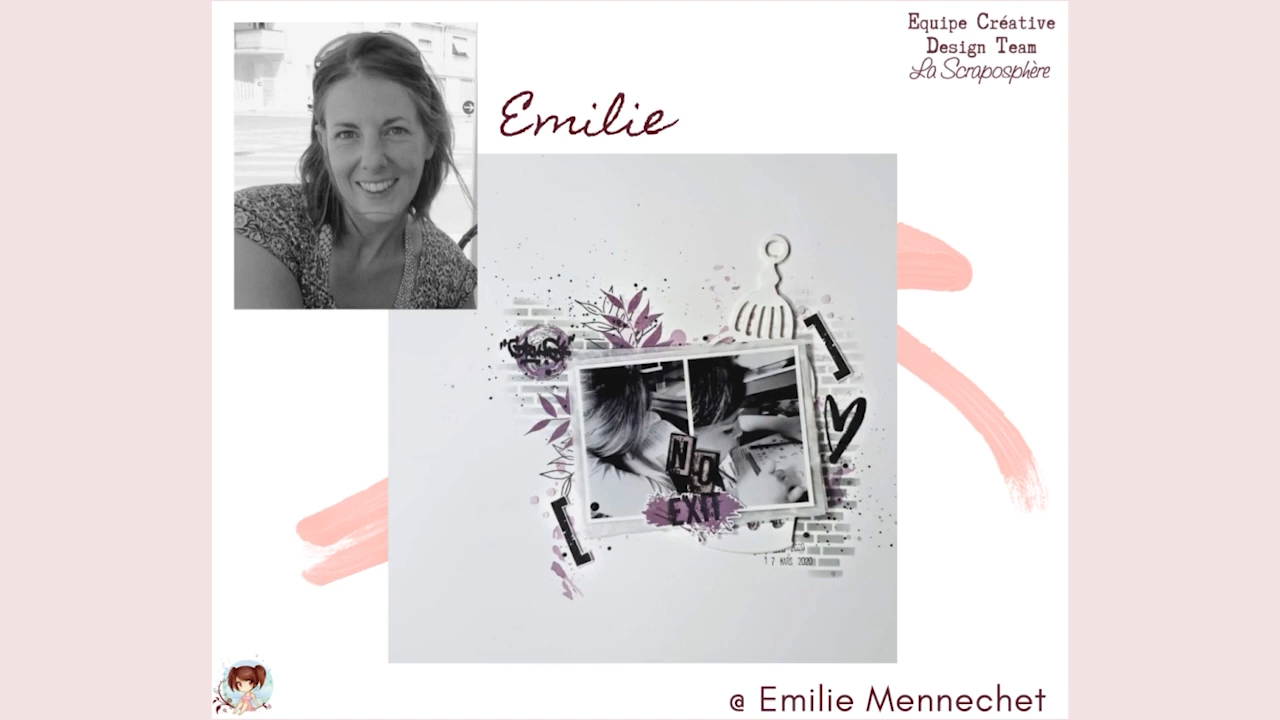 Equipe Créative
Design Team
La Scraposphère
Emilie
NO
EXIT
17 MARS 2020
@ Emilie Mennechet